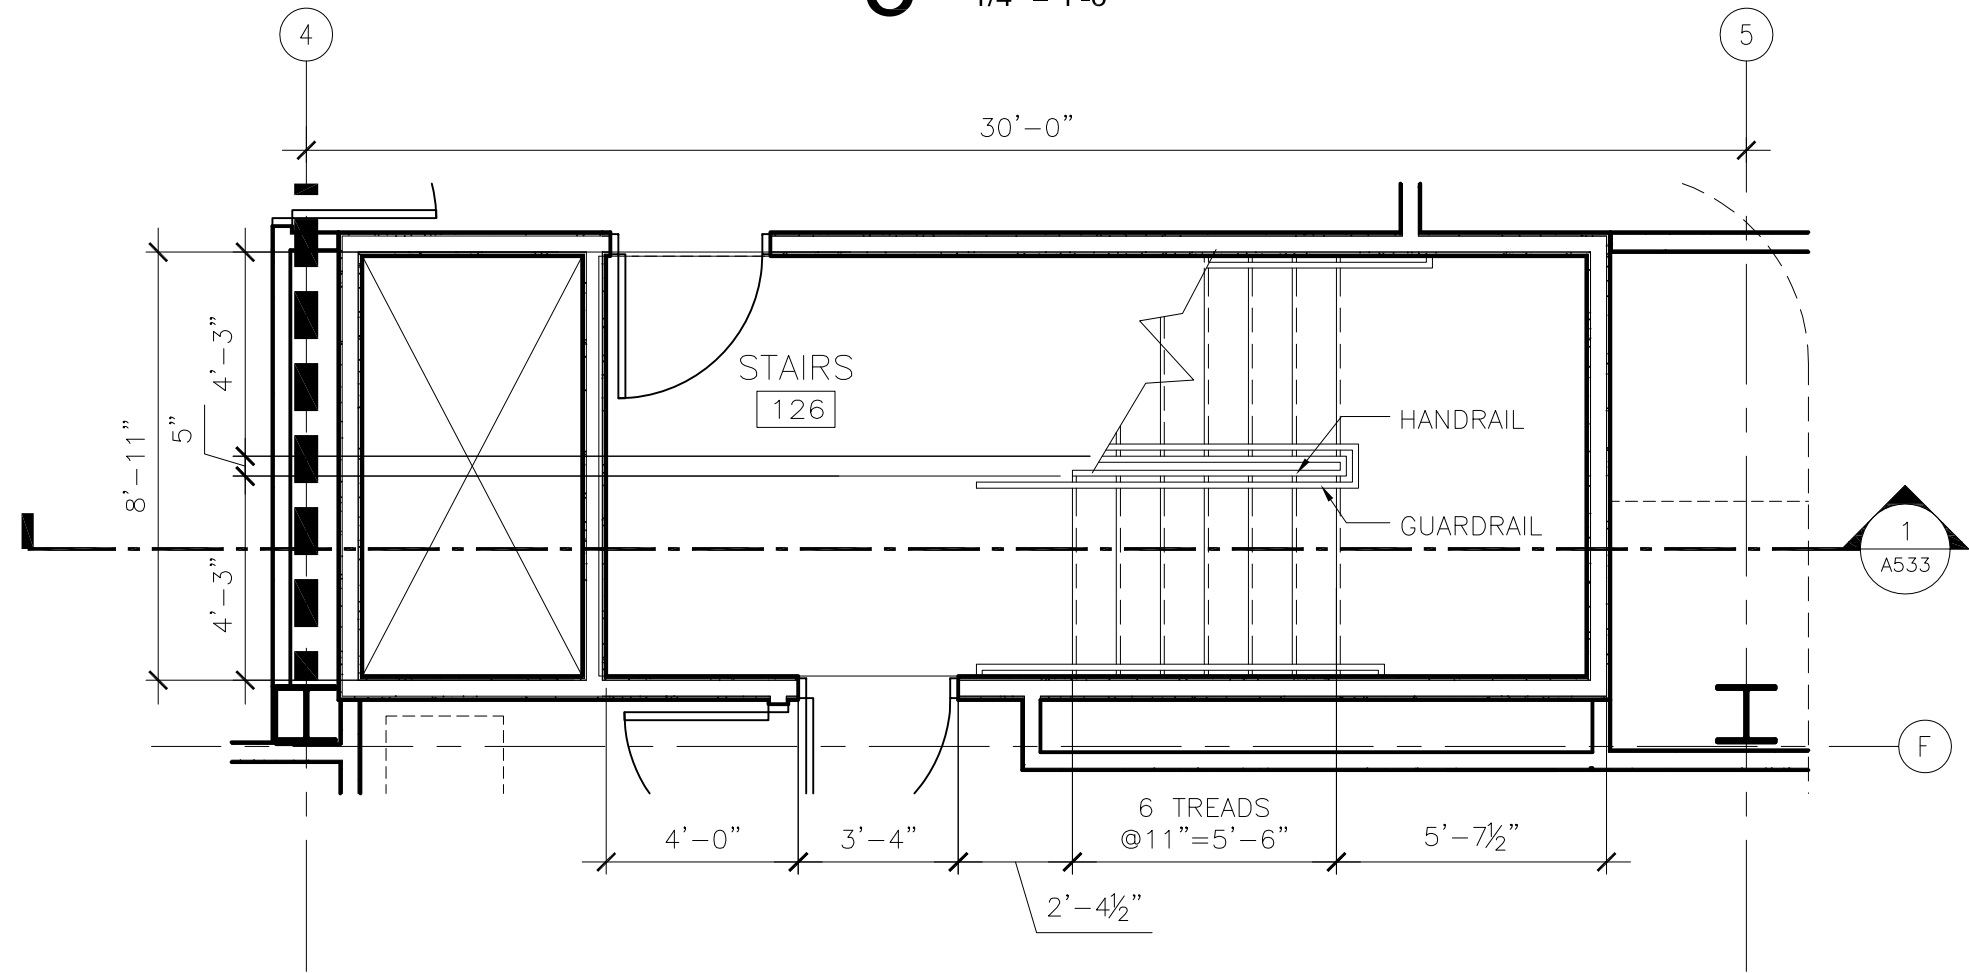 4
5
30'-0"
4'-3"
5"
8'-11"
4'-3"
STAIRS
126
HANDRAIL
GUARDRAIL
1
A533
F
6 TREADS
@11"=5'-6"
4'-0"
3'-4"
5'-7½"
2'-4½"